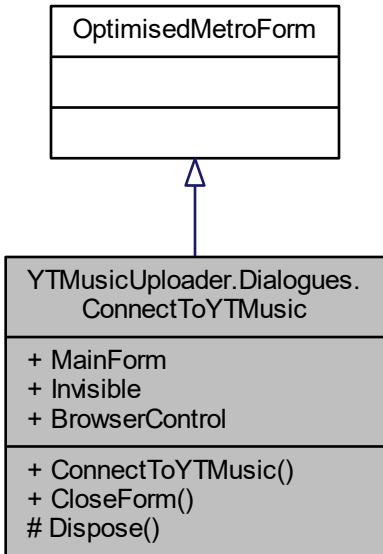 OptimisedMetroForm
YTMusicUploader.Dialogues.
ConnectToYTMusic
+ MainForm
+ Invisible
+ BrowserControl
+ ConnectToYTMusic()
+ CloseForm()
# Dispose()